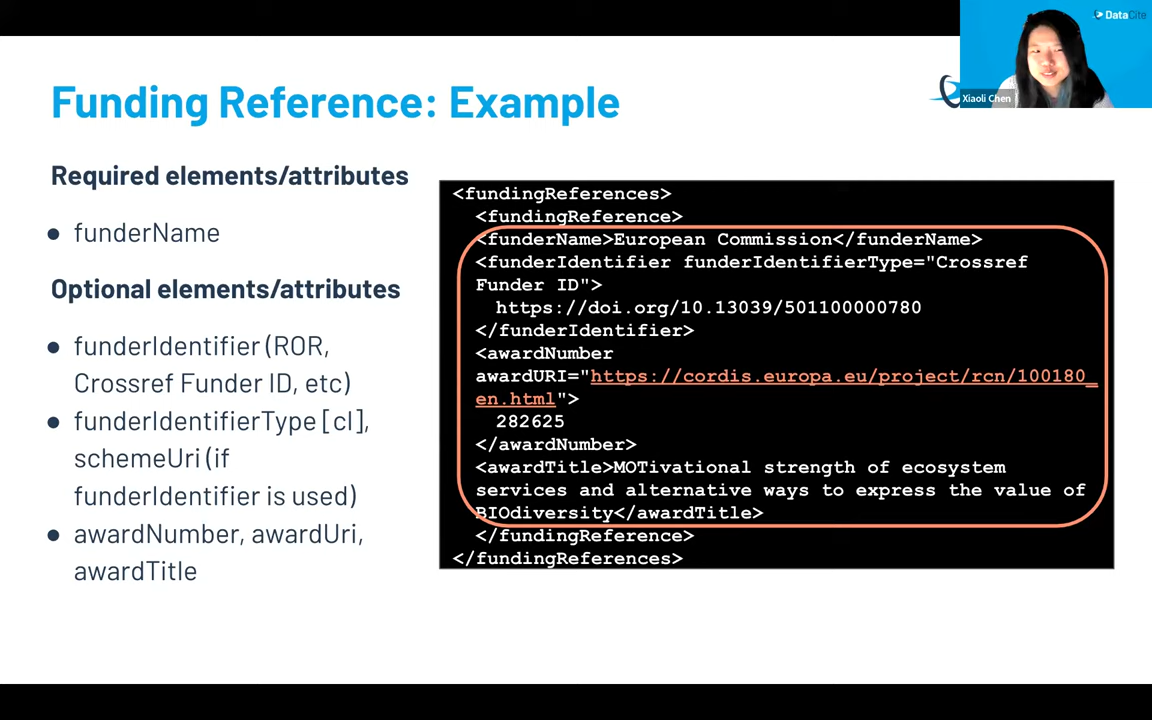 DataCite
Xiaoli Chen
Funding Reference: Example
Required elements/attributes
● funderName
Optional elements/attributes
● funderIdentifier (ROR,
Crossref Funder ID, etc)
● funderIdentifierType [cl],
schemeUri (if
funderIdentifier is used)
● awardNumber, awardUri,
awardTitle
<fundingReferences>
<fundingReference>
<funderName>European Commission</funderName>
<funderIdentifier funderIdentifierType="Crossref
Funder ID">
https://doi.org/10.13039/501100000780
</funderIdentifier>
<awardNumber
awardURI="https://cordis.europa.eu/project/rcn/100180_
en.html">
282625
</awardNumber>
<awardTitle>MOTivational strength of ecosystem
services and alternative ways to express the value of
BIOdiversity</awardTitle>
</fundingReference>
</fundingReferences>